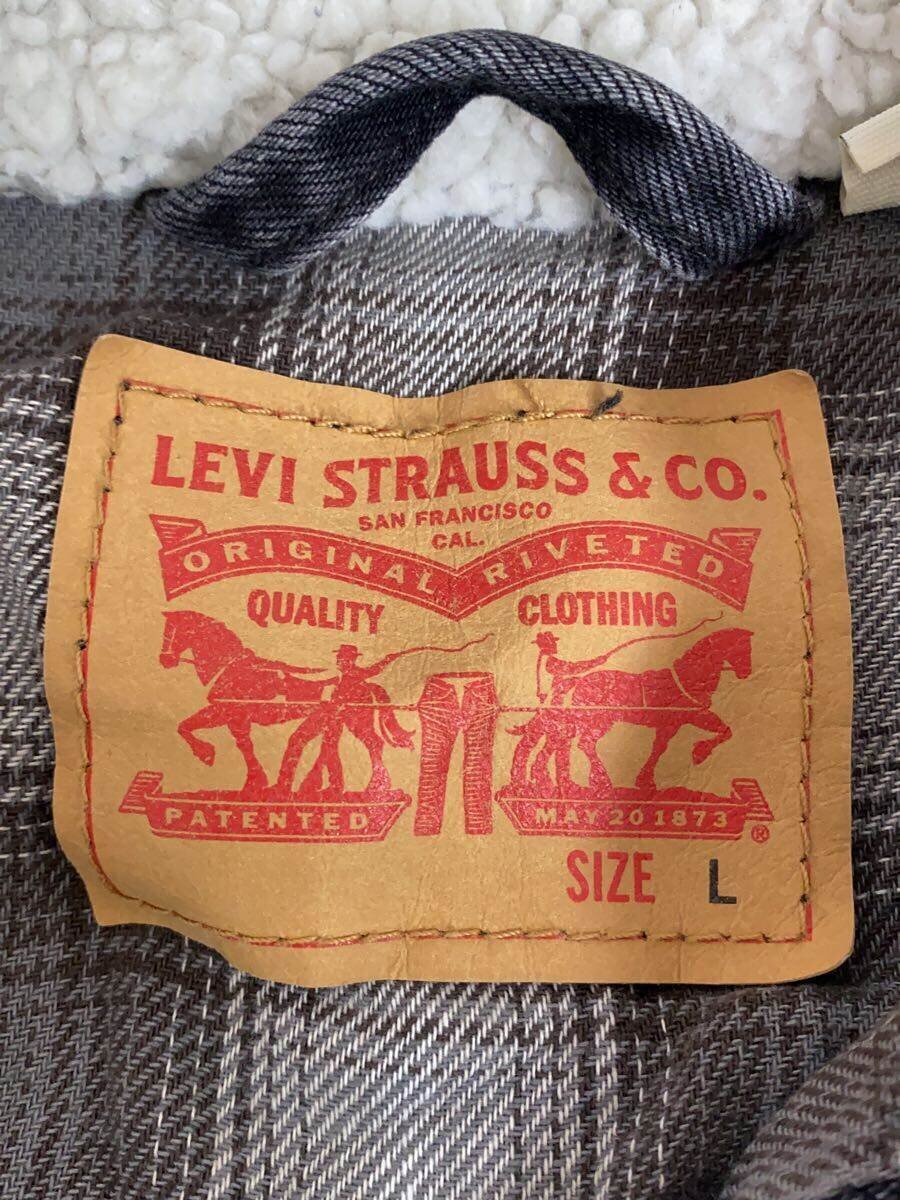 LEVI STRAUSS & CO.
SAN FRANCISCO
CAL.
ORIGINAL RIVETED
QUALITY CLOTHING
PATENTED MAY 20 1873 ®
SIZE L